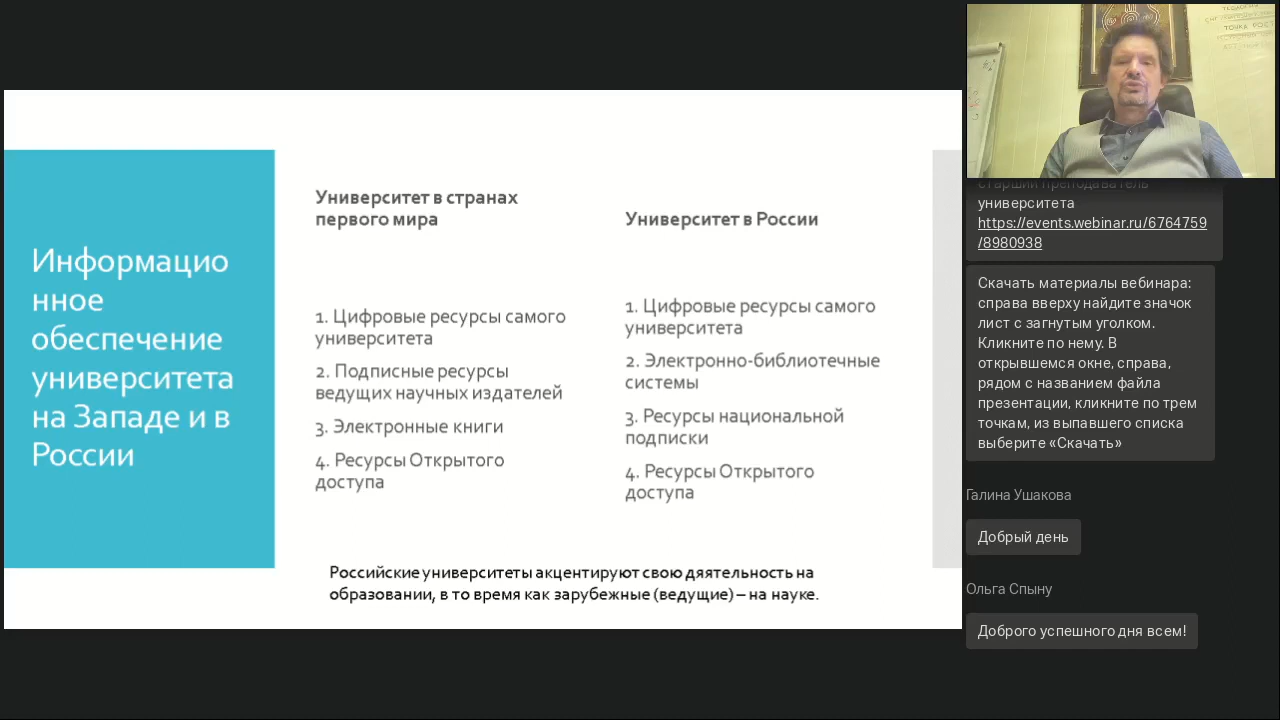 Информацио
нное
обеспечение
университета
на Западе и в
России
Университет в странах
первого мира
1. Цифровые ресурсы самого
университета
2. Подписные ресурсы
ведущих научных издателей
3. Электронные книги
4. Ресурсы Открытого
доступа
Университет в России
1. Цифровые ресурсы самого
университета
2. Электронно-библиотечные
системы
3. Ресурсы национальной
подписки
4. Ресурсы Открытого
доступа
Российские университеты акцентируют свою дяятельность на
образовании, в то время как зарубежные (ведущие) – на науке.
старший преподаватель
университета
https://events.webinar.ru/6764759
/8980938
Скачать материалы вебинара:
справа вверху найдите значок
лист с загнутым уголком.
Кликните по нему. В
открывшемся окне, справа,
рядом с названием файла
презентации, кликните по трем
точкам, из выпавшего списка
выберите «Скачать»
Галина Ушакова
Добрый день
Ольга Спыну
Доброго успешного дня всем!